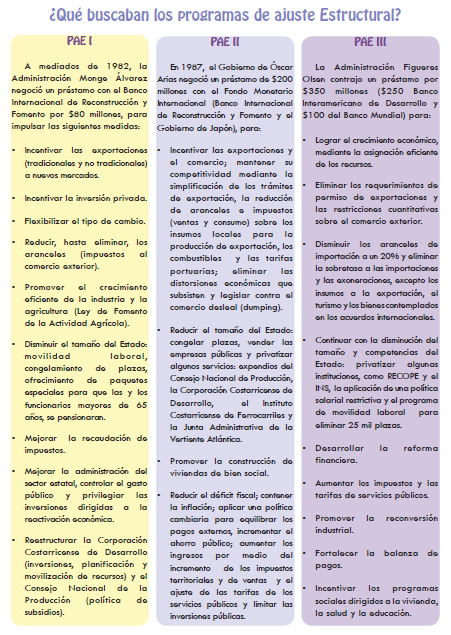 ¿Qué buscaban los programas de ajuste Estructural?
PAE I
A mediados de 1982, la
Administración Monge Álvarez
negoció un préstamo con el Banco
Internacional de Reconstrucción y
Fomento por $80 millones, para
impulsar las siguientes medidas:
• Incentivar las exportaciones
(tradicionales y no tradicionales)
a nuevos mercados.
• Incentivar la inversión privada.
• Flexibilizar el tipo de cambio.
• Reducir, hasta eliminar, los
aranceles (impuestos al
comercio exterior).
• Promover el crecimiento
eficiente de la industria y la
agricultura (Ley de Fomento
de la Actividad Agrícola).
• Disminuir el tamaño del Estado:
movilidad laboral,
congelamiento de plazas,
ofrecimiento de paquetes
especiales para que las y los
funcionarios mayores de 65
años, se pensionaran.
• Mejorar la recaudación de
impuestos.
• Mejorar la administración del
sector estatal, controlar el gasto
público y privilegiar las
inversiones dirigidas a la
reactivación económica.
• Reestructurar la Corporación
Costarricense de Desarrollo
(inversiones, planificación y
movilización de recursos) y el
Consejo Nacional de la
Producción (política de
subsidios).
PAE II
En 1987, el Gobierno de Óscar
Arias negoció un préstamo de $200
millones con el Fondo Monetario
Internacional (Banco Internacional
de Reconstrucción y Fomento y el
Gobierno de Japón), para:
• Incentivar las exportaciones y
el comercio; mantener su
competitividad mediante la
simplificación de los trámites
de exportación, la reducción
de aranceles e impuestos
(ventas y consumo) sobre los
insumos locales para la
producción de exportación, los
combustibles y las tarifas
portuarias; eliminar las
distorsiones económicas que
subsisten y legislar contra el
comercio desleal (dumping).
• Reducir el tamaño del Estado:
congelar plazas, vender las
empresas públicas y privatizar
algunos servicios: expendios del
Consejo Nacional de Producción,
la Corporación Costarricense de
Desarrollo, el Instituto
Costarricense de Ferrocarriles y
la Junta Administrativa de la
Vertiente Atlántica.
• Promover la construcción de
viviendas de bien social.
• Reducir el déficit fiscal; contener
la inflación; aplicar una política
cambiaria para equilibrar los
pagos externos, incrementar el
ahorro público; aumentar los
ingresos por medio del
incremento de los impuestos
territoriales y de ventas y el
ajuste de las tarifas de los
servicios públicos y limitar las
inversiones públicas.
PAE III
La Administración Figueres
Olsen contrajo un préstamo por
$350 millones ($250 Banco
Interamericano de Desarrollo y
$100 del Banco Mundial) para:
• Lograr el crecimiento económico,
mediante la asignación eficiente
de los recursos.
• Eliminar los requerimientos de
permiso de exportaciones y
las restricciones cuantitativas
sobre el comercio exterior.
• Disminuir los aranceles de
importación a un 20% y eliminar
la sobretasa a las importaciones
y las exoneraciones, excepto los
insumos a la exportación, el
turismo y los bienes contemplados
en los acuerdos internacionales.
• Continuar con la disminución del
tamaño y competencias del
Estado: privatizar algunas
instituciones, como RECOPE y el
INS, la aplicación de una política
salarial restrictiva y el programa
de movilidad laboral para
eliminar 25 mil plazas.
• Desarrollar la reforma
financiera.
• Aumentar los impuestos y las
tarifas de servicios públicos.
• Promover la reconversión
industrial.
• Fortalecer la balanza de
pagos.
• Incentivar los programas
sociales dirigidos a la vivienda,
la salud y la educación.